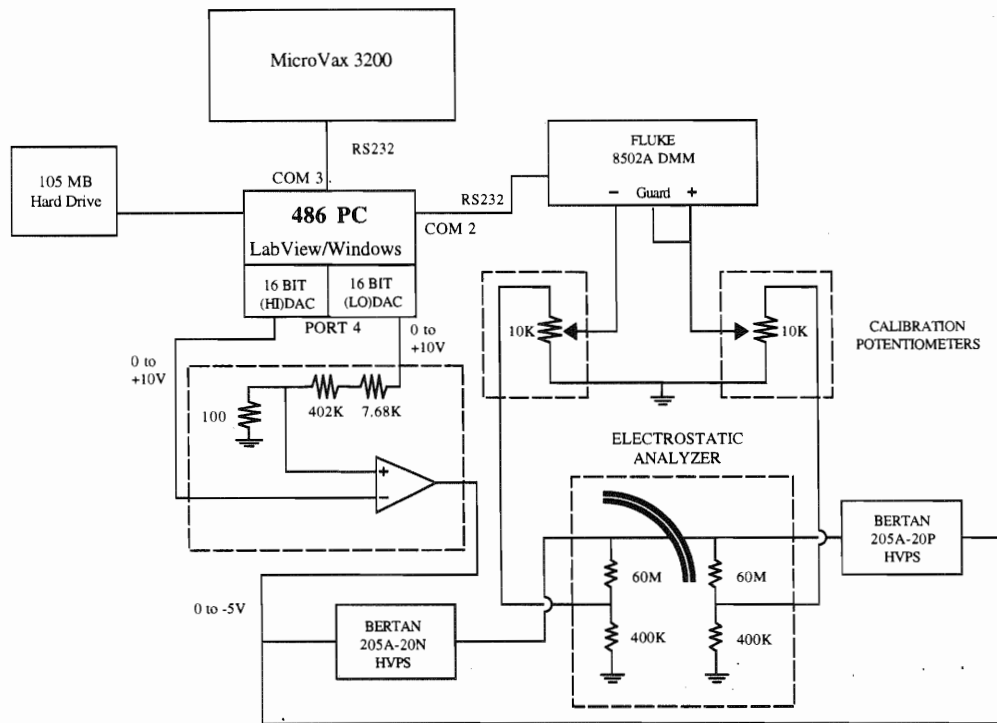 MicroVax 3200
RS232
COM 3
105 MB
Hard Drive
486 PC
LabView/Windows
16 BIT
(HI)DAC
16 BIT
(LO)DAC
PORT 4
RS232
COM 2
FLUKE
8502A DMM
- Guard +
10K
10K
CALIBRATION
POTENTIOMETERS
0 to
+10V
0 to
+10V
100
402K
7.68K
+
-
0 to -5V
ELECTROSTATIC
ANALYZER
60M
60M
400K
400K
BERTAN
205A-20N
HVPS
BERTAN
205A-20P
HVPS